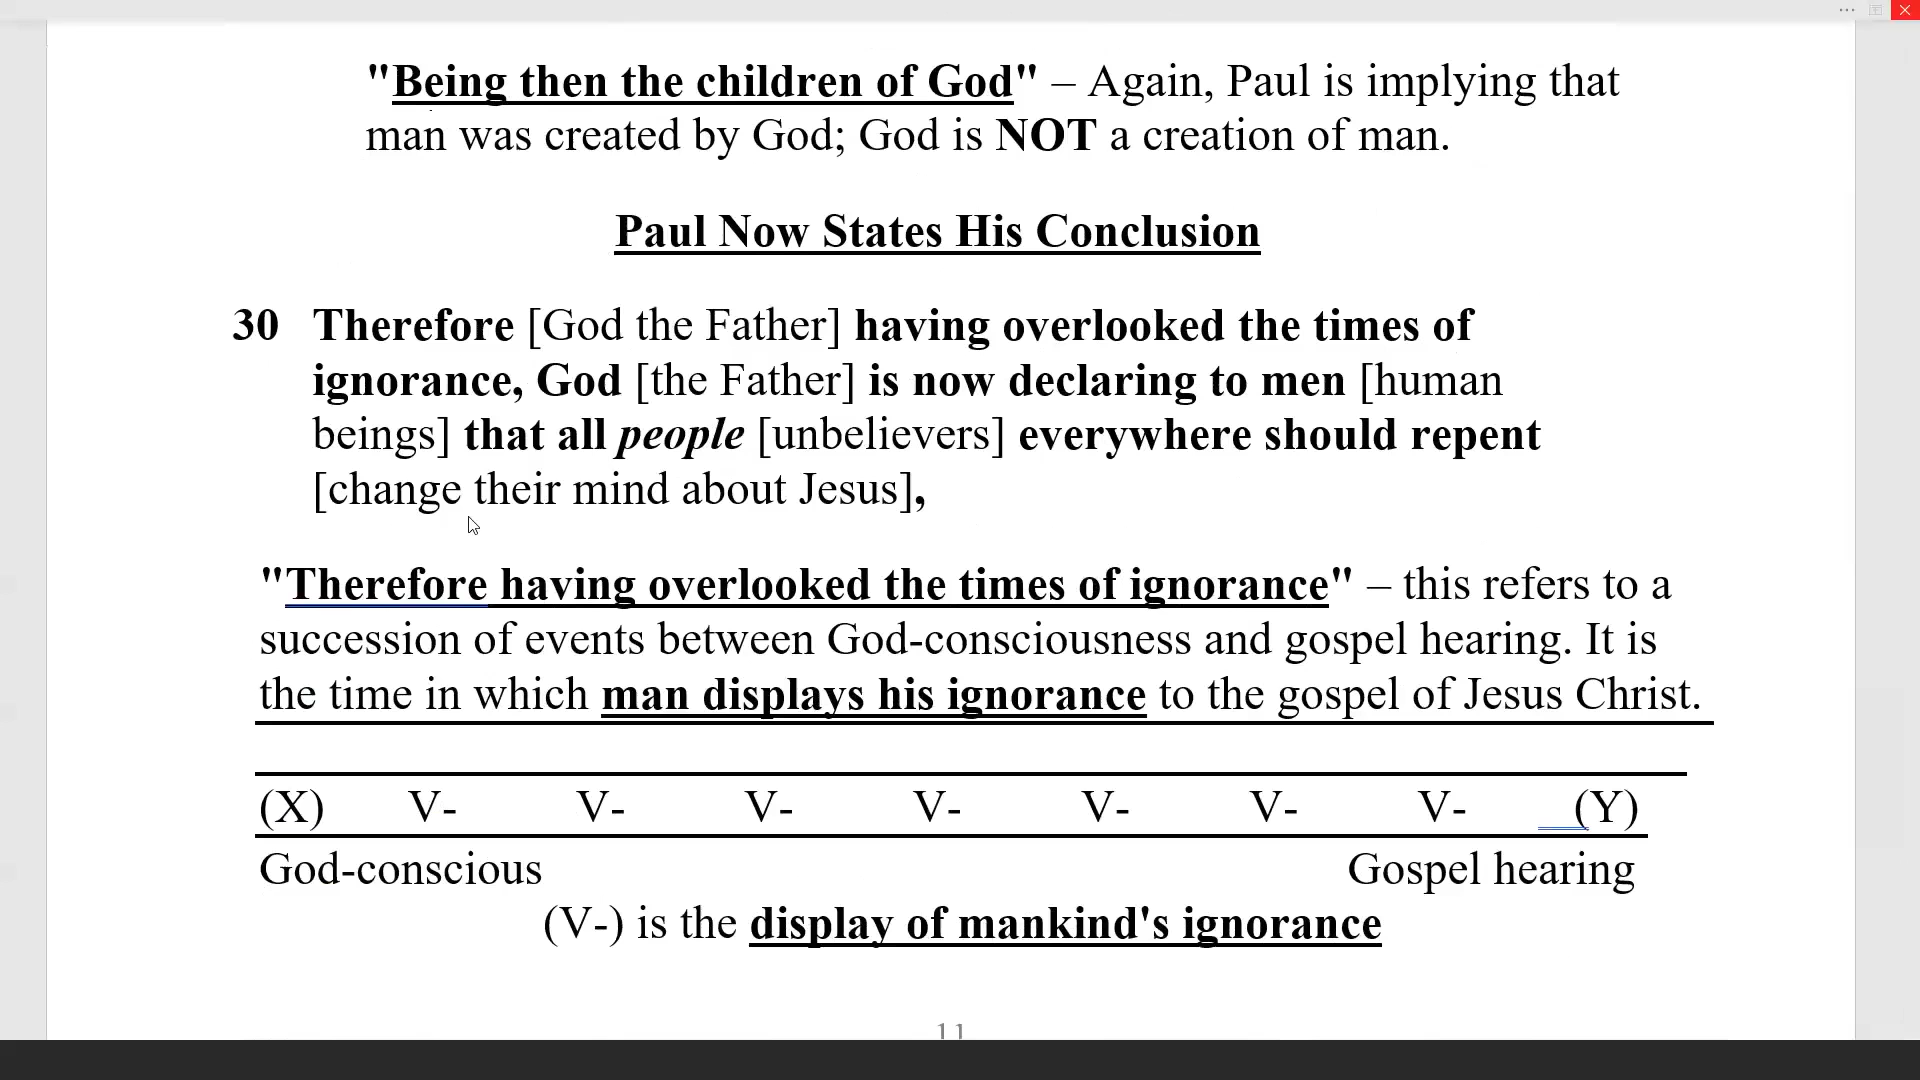 "Being then the children of God" – Again, Paul is implying that
man was created by God; God is NOT a creation of man.
Paul Now States His Conclusion
30 Therefore [God the Father] having overlooked the times of
ignorance, God [the Father] is now declaring to men [human
beings] that all people [unbelievers] everywhere should repent
[change their mind about Jesus],
"Therefore having overlooked the times of ignorance" – this refers to a
succession of events between God-consciousness and gospel hearing. It is
the time in which man displays his ignorance to the gospel of Jesus Christ.
(X) V- V- V- V- V- V- V- (Y)
God-conscious Gospel hearing
(V-) is the display of mankind's ignorance
11